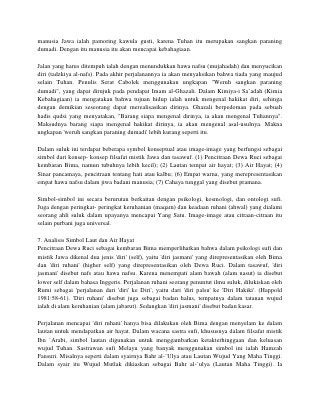 manusia Jawa ialah pamoring kawula gusti, karena Tuhan itu merupakan sangkan paraning
dumadi. Dengan itu manusia itu akan mencapai kebahagiaan.
Jalan yang harus ditempuh ialah dengan menundukkan hawa nafsu (mujahadah) dan menyucikan
diri (tadzkiya al-nafs). Pada akhir perjalanannya ia akan menyaksikan bahwa tiada yang maujud
selain Tuhan. Penulis Serat Cabolek menggunakan ungkapan "Weruh sangkan paraning
dumadi", yang dapat dirujuk pada pendapat Imam al-Ghazali. Dalam Kimiya-i Sa`adah (Kimia
Kebahagiaan) ia mengatakan bahwa tujuan hidup ialah untuk mengenal hakikat diri, sehingga
dengan demikian seseorang dapat merealisasikan dirinya. Ghazali berpedoman pada sebuah
hadis qudsi yang menyatakan, "Barang siapa mengenal dirinya, ia akan mengenal Tuhannya".
Maksudnya barang siapa mengenal hakikat dirinya, ia akan mengenal asal-usulnya. Makna
ungkapan 'weruh sangkan paraning dumadi' lebih kurang seperti itu.
Dalam suluk ini terdapat beberapa symbol konseptual atau image-image yang berfungsi sebagai
simbol dari konsep- konsep filsafat mistik Jawa dan tasawuf. (1) Pencitraan Dewa Ruci sebagai
kembaran Bima, namun tubuhnya lebih kecil); (2) Lautan tempat air hayat; (3) Air Hayat; (4)
Sinar pancamaya, pencitraan tentang hati atau kalbu; (6) Empat warna, yang merepresentasikan
empat hawa nafsu dalam jiwa badani manusia; (7) Cahaya tunggal yang disebut pramana.
Simbol-simbol ini secara berurutan berkaitan dengan psikologi, kosmologi, dan ontologi sufi.
Juga dengan peringkat- peringkat kerohanian (maqam) dan keadaan ruhani (ahwal) yang dialami
seorang ahli suluk dalam upayanya mencapai Yang Satu. Image-image atau citraan-citraan itu
selain purbani juga universal.
7. Analisis Simbol Laut dan Air Hayat
Pencitraan Dewa Ruci sebagai kembaran Bima memperlihatkan bahwa dalam psikologi sufi dan
mistik Jawa dikenal dua jenis 'diri' (self), yaitu 'diri jasmani' yang direpresentasikan oleh Bima
dan 'diri ruhani' (higher self) yang direpresentasikan oleh Dewa Ruci. Dalam tasawuf, 'diri
jasmani' disebut nafs atau hawa nafsu. Karena menempati alam bawah (alam nasut) ia disebut
lower self dalam bahasa Inggeris. Perjalanan ruhani seorang penuntut ilmu suluk, dilukiskan oleh
Rumi sebagai 'perjalanan dari 'diri' ke Diri', yaitu dari 'diri palsu' ke 'Diri Hakiki'. (Happold
1981:58-61). 'Diri ruhani' disebut juga sebagai badan halus, tempatnya dalam tatanan wujud
ialah di alam kerohanian (alam jabarut). Sedangkan 'diri jasmani' disebut badan kasar.
Perjalanan mencapai 'diri ruhani' hanya bisa dilakukan oleh Bima dengan menyelam ke dalam
lautan untuk mendapatkan air hayat. Dalam wacana sastra sufi, khususnya dalam filsafat mistik
Ibn `Arabi, simbol lautan digunakan untuk menggambarkan ketakterhinggaan dan keluasan
wujud Tuhan. Sastrawan sufi Melayu yang banyak menggunakan simbol ini ialah Hamzah
Fansuri. Misalnya seperti dalam syairnya Bahr al-`Ulya atau Lautan Wujud Yang Maha Tinggi.
Dalam syair itu Wujud Mutlak dikiaskan sebagai Bahr al-`ulya (Lautan Maha Tinggi). Ia